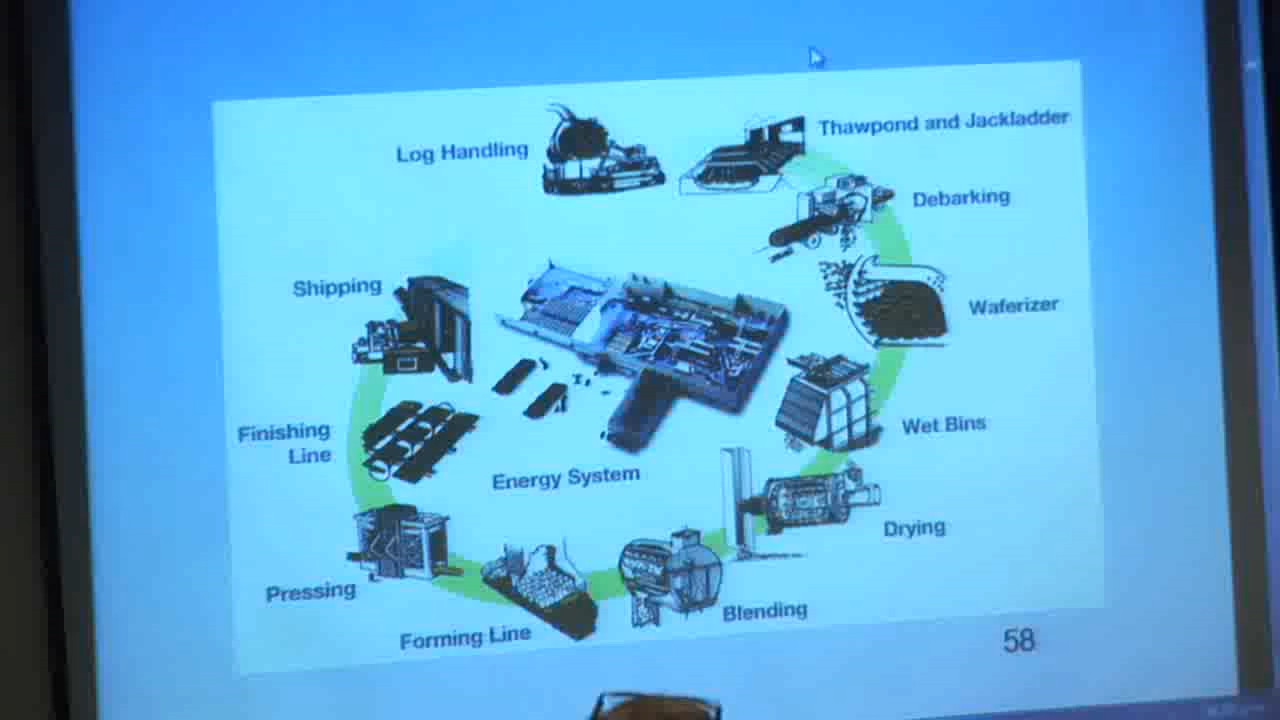 Log Handling
Thawpond and Jackladder
Debarking
Waferizer
Wet Bins
Drying
Blending
Forming Line
Pressing
Finishing
Line
Shipping
Energy System
58